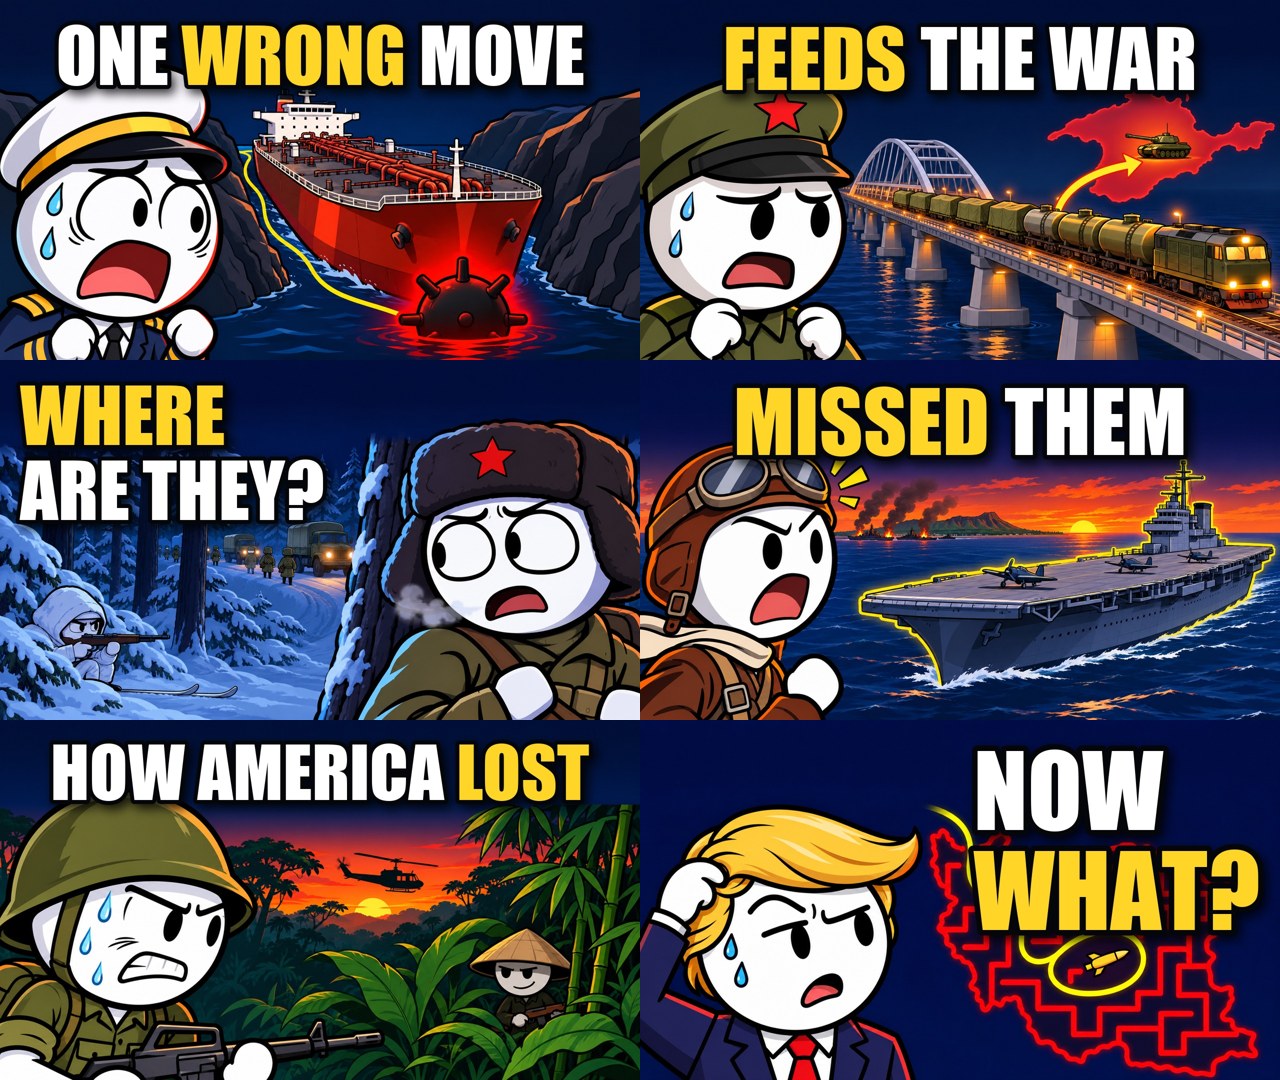 ONE WRONG MOVE
FEEDS THE WAR
WHERE
ARE THEY?
MISSED THEM
HOW AMERICA LOST
NOW
WHAT?